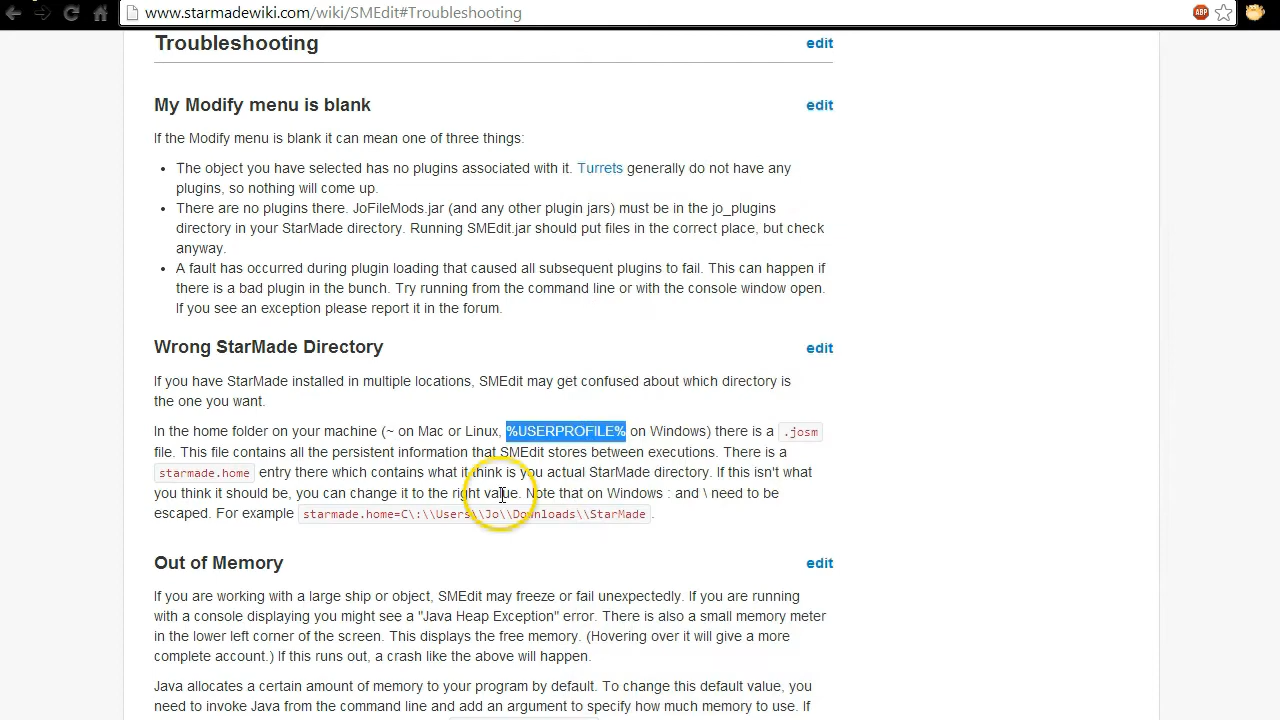 www.starmadewiki.com/wiki/SMEdit#Troubleshooting
ABP
Troubleshooting
edit
My Modify menu is blank
edit
If the Modify menu is blank it can mean one of three things:
The object you have selected has no plugins associated with it. Turrets generally do not have any
plugins, so nothing will come up.
There are no plugins there. JoFileMods.jar (and any other plugin jars) must be in the jo_plugins
directory in your StarMade directory. Running SMEdit.jar should put files in the correct place, but check
anyway.
A fault has occurred during plugin loading that caused all subsequent plugins to fail. This can happen if
there is a bad plugin in the bunch. Try running from the command line or with the console window open.
If you see an exception please report it in the forum.
Wrong StarMade Directory
edit
If you have StarMade installed in multiple locations, SMEdit may get confused about which directory is
the one you want.
In the home folder on your machine (~ on Mac or Linux, %USERPROFILE% on Windows) there is a .josm
file. This file contains all the persistent information that SMEdit stores between executions. There is a
starmade.home entry there which contains what it think is you actual StarMade directory. If this isn't what
you think it should be, you can change it to the right value. Note that on Windows : and \ need to be
escaped. For example starmade.home=C\:\\Users\\Jo\\Downloads\\StarMade.
Out of Memory
edit
If you are working with a large ship or object, SMEdit may freeze or fail unexpectedly. If you are running
with a console displaying you might see a "Java Heap Exception" error. There is also a small memory meter
in the lower left corner of the screen. This displays the free memory. (Hovering over it will give a more
complete account.) If this runs out, a crash like the above will happen.
Java allocates a certain amount of memory to your program by default. To change this default value, you
need to invoke Java from the command line and add an argument to specify how much memory to use. If